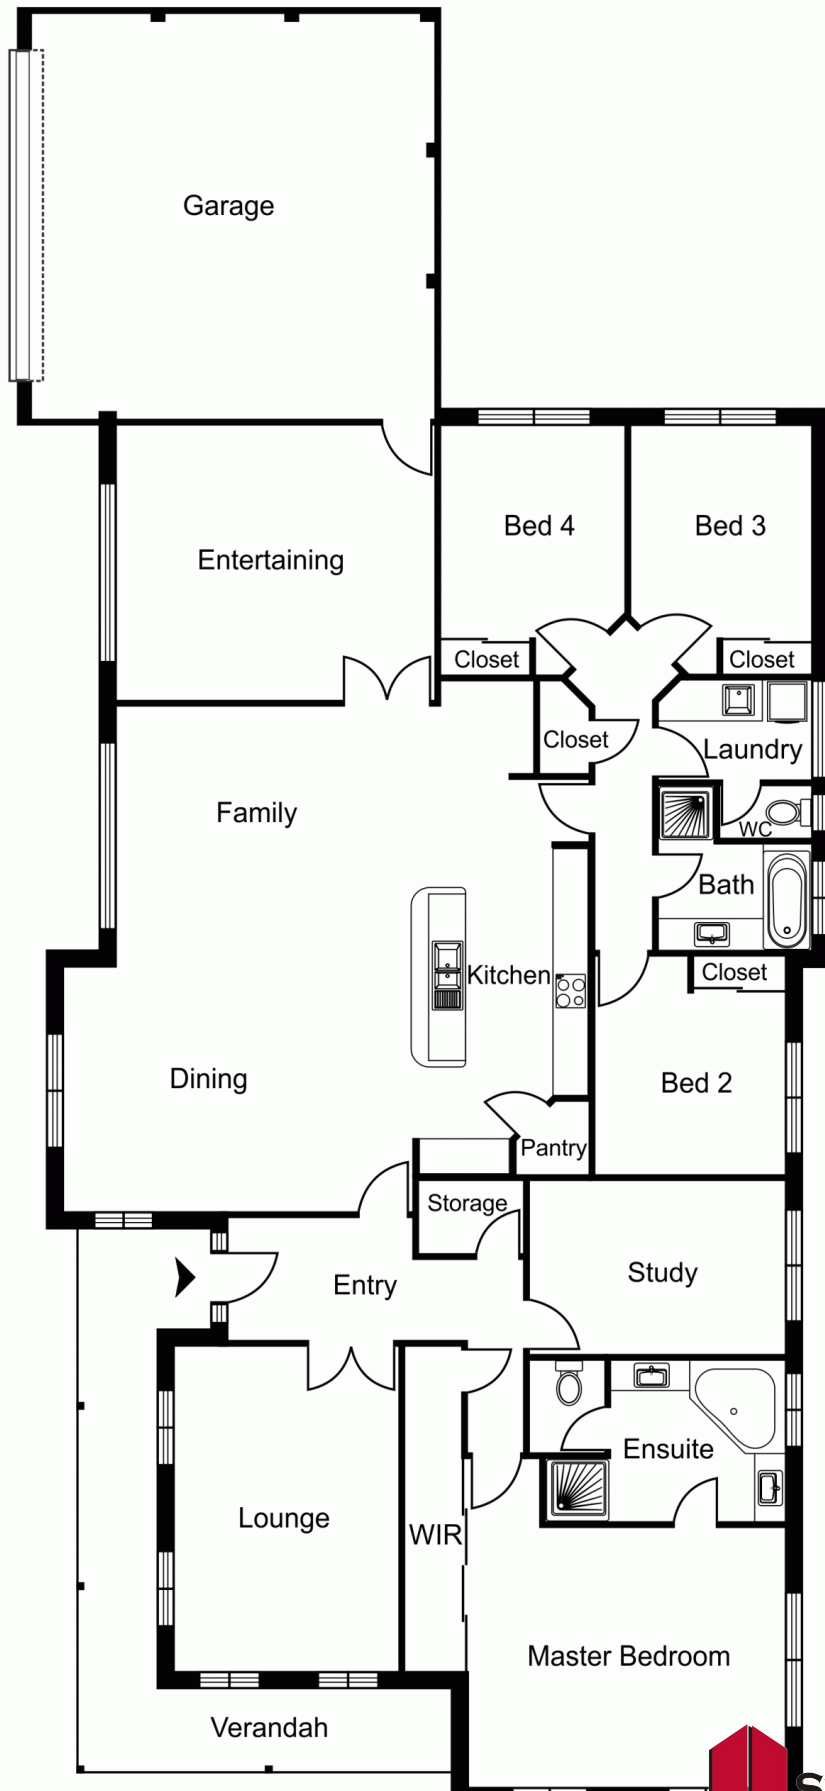 Garage
Entertaining
Bed 4
Bed 3
Closet
Closet
Closet
Laundry
Family
WC
Bath
Kitchen
Closet
Dining
Bed 2
Pantry
Storage
Study
Entry
Ensuite
Lounge
WIR
Master Bedroom
Verandah